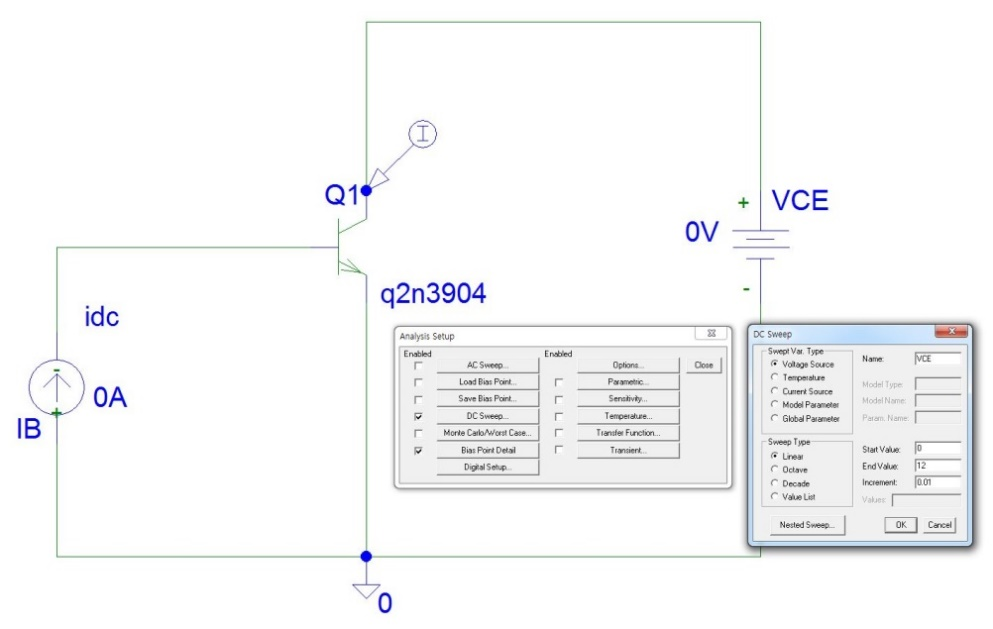 I
Q1
+ VCE
0V
-
q2n3904
idc
-
0A
+
IB
0
Analysis Setup
Enabled Enabled
AC Sweep... Options... Close
Load Bias Point... Parametric...
Save Bias Point... Sensitivity...
DC Sweep... Temperature...
Monte Carlo/Worst Case... Transfer Function...
Bias Point Detail Transient...
Digital Setup...
DC Sweep
Swept Var. Type
Voltage Source
Temperature
Current Source
Model Parameter
Global Parameter
Name: VCE
Model Type:
Model Name:
Param. Name:
Sweep Type
Linear
Octave
Decade
Value List
Start Value: 0
End Value: 12
Increment: 0.01
Values:
Nested Sweep... OK Cancel